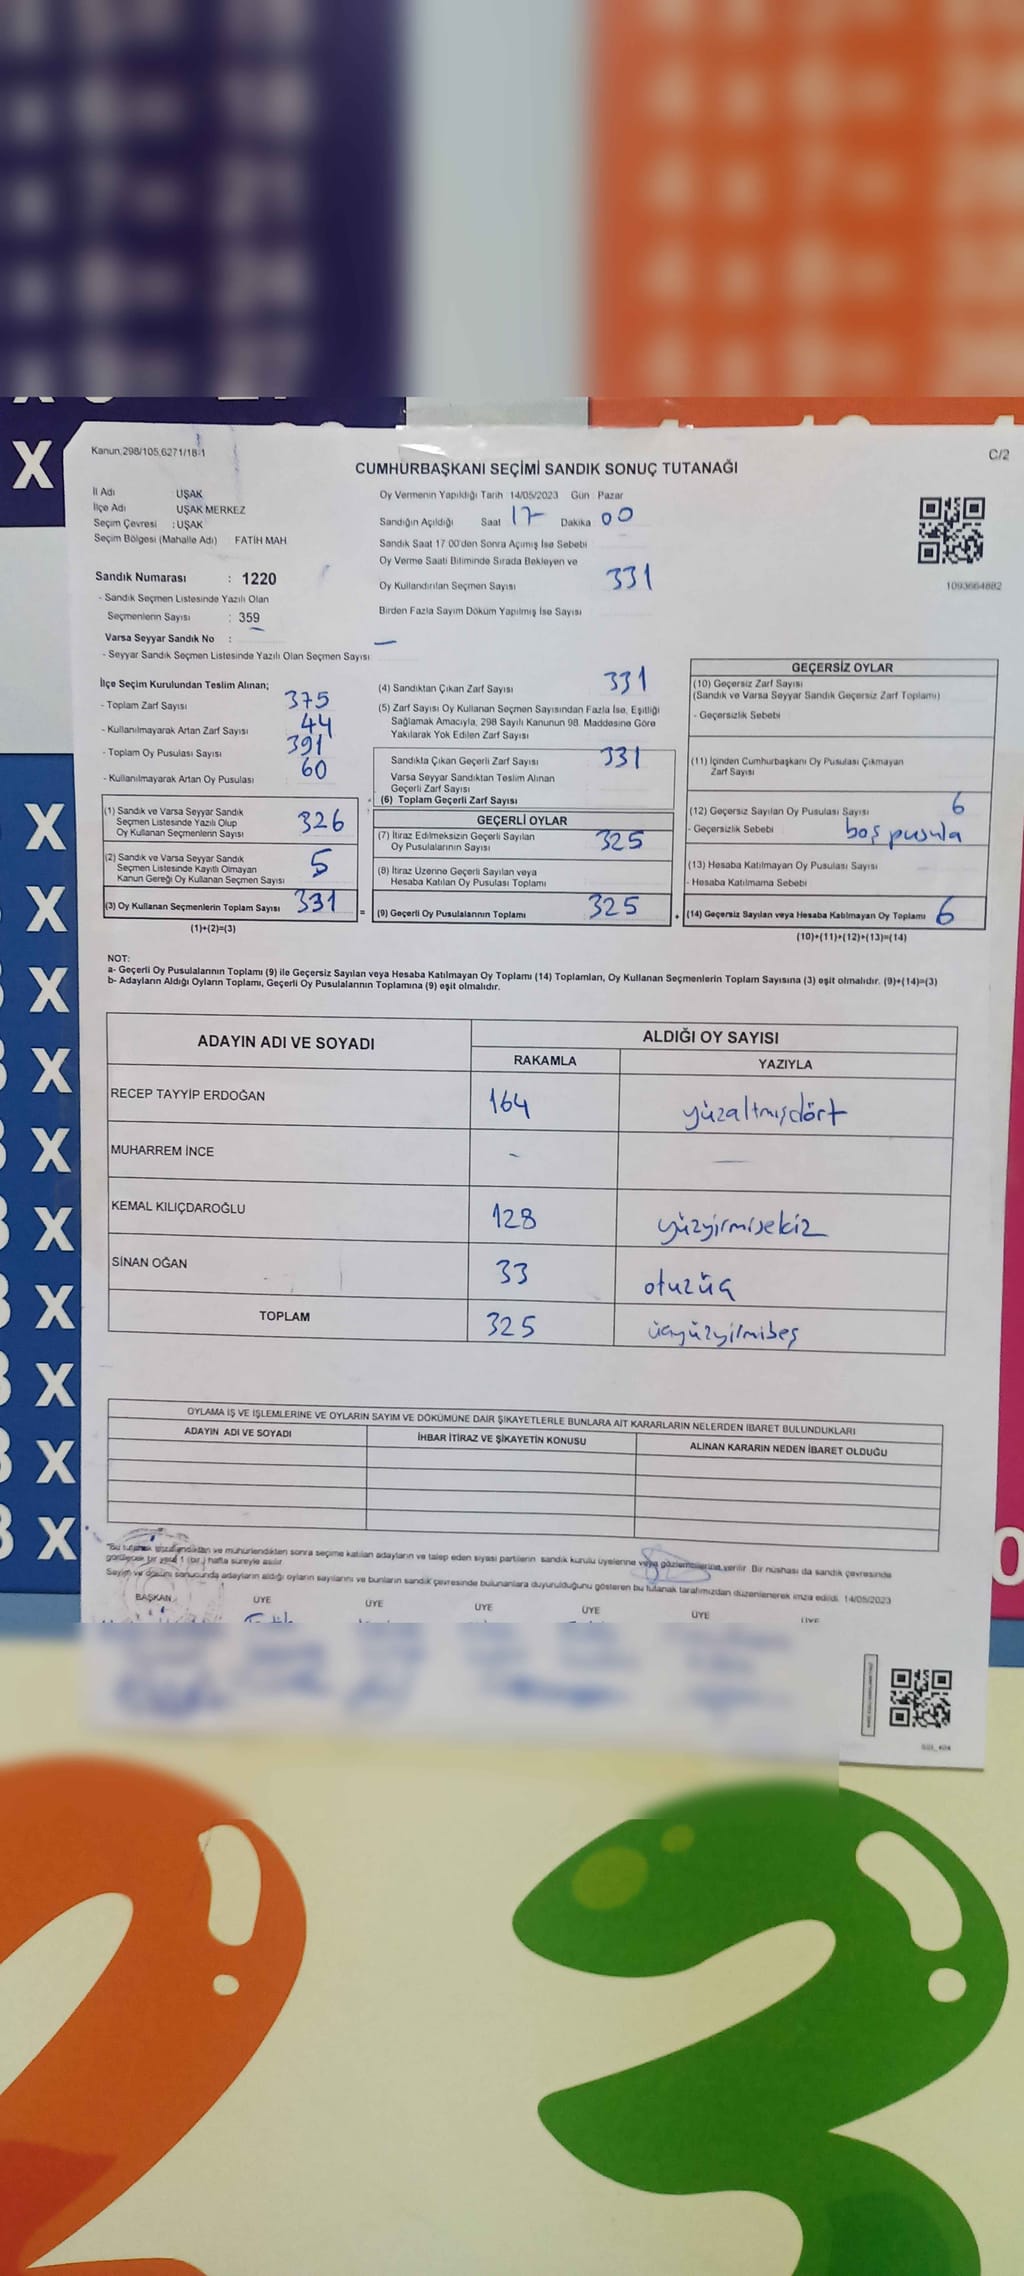 Kanun.298/105,6271/18-1
C/2
CUMHURBAŞKANI SEÇİMİ SANDIK SONUÇ TUTANAĞI
İl Adı : UŞAK
İlçe Adı UŞAK MERKEZ
Seçim Çevresi : UŞAK
Seçim Bölgesi (Mahalle Adı) : FATİH MAH.
Sandık Numarası : 1220
- Sandık Seçmen Listesinde Yazılı Olan
Seçmenlerin Sayısı : 359
Varsa Seyyar Sandık No :
- Seyyar Sandık Seçmen Listesinde Yazılı Olan Seçmen Sayısı: —
Oy Vermenin Yapıldığı Tarih 14/05/2023 Gün Pazar
Sandığın Açıldığı Saat 17 Dakika 00
Sandık Saat 17:00'den Sonra Açımış İse Sebebi
Oy Verme Saati Bitiminde Sırada Bekleyen ve
Oy Kullandırılan Seçmen Sayısı 331
Birden Fazla Sayım Döküm Yapılmış İse Sayısı
1093664882
İlçe Seçim Kurulundan Teslim Alınan;
- Toplam Zarf Sayısı 375
- Kullanılmayarak Artan Zarf Sayısı 44
- Toplam Oy Pusulası Sayısı 391
- Kullanılmayarak Artan Oy Pusulası 60
(1) Sandık ve Varsa Seyyar Sandık
Seçmen Listesinde Yazılı Olup
Oy Kullanan Seçmenlerin Sayısı 326
(2) Sandık ve Varsa Seyyar Sandık
Seçmen Listesinde Kayıtlı Olmayan
Kanun Gereği Oy Kullanan Seçmen Sayısı 5
(3) Oy Kullanan Seçmenlerin Toplam Sayısı 331 =
(1)+(2)=(3)
(4) Sandıktan Çıkan Zarf Sayısı 331
(5) Zarf Sayısı Oy Kullanan Seçmen Sayısından Fazla İse, Eşitliği
Sağlamak Amacıyla, 298 Sayılı Kanunun 98. Maddesine Göre
Yakılarak Yok Edilen Zarf Sayısı
Sandıkta Çıkan Geçerli Zarf Sayısı 331
Varsa Seyyar Sandıktan Teslim Alınan
Geçerli Zarf Sayısı
(6) Toplam Geçerli Zarf Sayısı
GEÇERLİ OYLAR
(7) İtiraz Edilmeksizin Geçerli Sayılan
Oy Pusulalarının Sayısı 325
(8) İtiraz Üzerine Geçerli Sayılan veya
Hesaba Katılan Oy Pusulası Toplamı
(9) Geçerli Oy Pusulalarının Toplamı 325 +
GEÇERSİZ OYLAR
(10) Geçersiz Zarf Sayısı
(Sandık ve Varsa Seyyar Sandık Geçersiz Zarf Toplamı)
- Geçersizlik Sebebi
(11) İçinden Cumhurbaşkanı Oy Pusulası Çıkmayan
Zarf Sayısı
(12) Geçersiz Sayılan Oy Pusulası Sayısı 6
- Geçersizlik Sebebi boş pusula
(13) Hesaba Katılmayan Oy Pusulası Sayısı
- Hesaba Katılmama Sebebi
(14) Geçersiz Sayılan veya Hesaba Katılmayan Oy Toplamı 6
(10)+(11)+(12)+(13)=(14)
NOT:
a- Geçerli Oy Pusulalarının Toplamı (9) ile Geçersiz Sayılan veya Hesaba Katılmayan Oy Toplamı (14) Toplamları, Oy Kullanan Seçmenlerin Toplam Sayısına (3) eşit olmalıdır. (9)+(14)=(3)
b- Adayların Aldığı Oyların Toplamı, Geçerli Oy Pusulalarının Toplamına (9) eşit olmalıdır.
ADAYIN ADI VE SOYADI ALDIĞI OY SAYISI
RAKAMLA YAZIYLA
RECEP TAYYİP ERDOĞAN 164 yüzaltmışdört
MUHARREM İNCE - —
KEMAL KILIÇDAROĞLU 128 yüzyirmisekiz
SİNAN OĞAN 33 otuzüç
TOPLAM 325 üçyüzyirmibeş
OYLAMA İŞ VE İŞLEMLERİNE VE OYLARIN SAYIM VE DÖKÜMÜNE DAİR ŞİKAYETLERLE BUNLARA AİT KARARLARIN NELERDEN İBARET BULUNDUKLARI
ADAYIN ADI VE SOYADI İHBAR İTİRAZ VE ŞİKAYETİN KONUSU ALINAN KARARIN NEDEN İBARET OLDUĞU
"Bu tutanak imzalandıktan ve mühürlendikten sonra seçime katılan adayların ve talep eden siyasi partilerin sandık kurulu üyelerine veya gözlemcilerine verilir. Bir nüshası da sandık çevresinde
görülecek bir yere 1 (bir) hafta süreyle asılır.
Sayım ve döküm sonucunda adayların aldığı oyların sayılarını ve bunların sandık çevresinde bulunanlara duyurulduğunu gösteren bu tutanak tarafımızdan düzenlenerek imza edildi. 14/05/2023
BAŞKAN ÜYE ÜYE ÜYE ÜYE ÜYE ÜYE
X
X
X
X
X
X
X
X
X
X
X
2 3